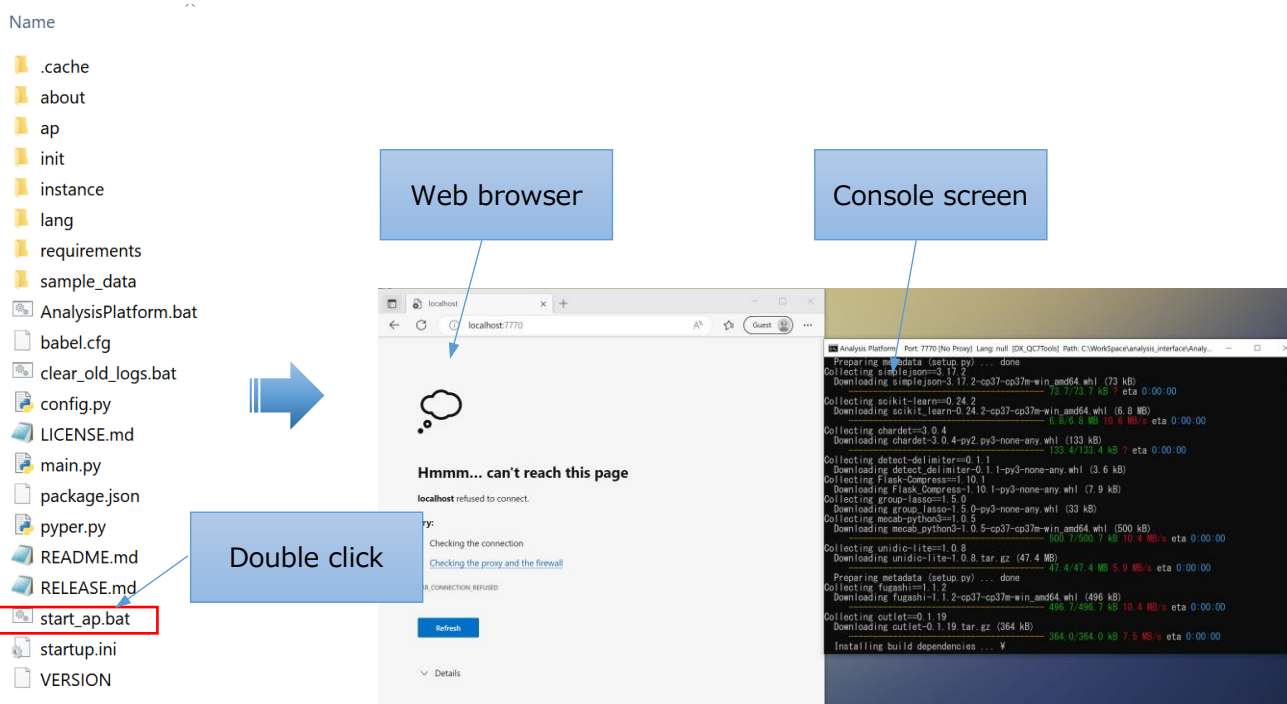 Name
.cache
about
ap
init
instance
lang
requirements
sample_data
AnalysisPlatform.bat
babel.cfg
clear_old_logs.bat
config.py
LICENSE.md
main.py
package.json
pyper.py
README.md
RELEASE.md
start_ap.bat
startup.ini
VERSION
Double click
Web browser
Console screen
localhost
localhost:7770
Guest
Hmmm... can't reach this page
localhost refused to connect.
ry:
Checking the connection
Checking the proxy and the firewall
R_CONNECTION_REFUSED
Refresh
Details
Analysis Platform Port: 7770 [No Proxy] Lang: null [DX_QC7Tools] Path: C:\WorkSpace\analysis_interface\Analy...
Preparing metadata (setup.py) ... done
Collecting simplejson==3.17.2
Downloading simplejson-3.17.2-cp37-cp37m-win_amd64.whl (73 kB)
73.7/73.7 kB ? eta 0:00:00
Collecting scikit-learn==0.24.2
Downloading scikit_learn-0.24.2-cp37-cp37m-win_amd64.whl (6.8 MB)
6.8/6.8 MB 10.6 MB/s eta 0:00:00
Collecting chardet==3.0.4
Downloading chardet-3.0.4-py2.py3-none-any.whl (133 kB)
133.4/133.4 kB ? eta 0:00:00
Collecting detect-delimiter==0.1.1
Downloading detect_delimiter-0.1.1-py3-none-any.whl (3.6 kB)
Collecting Flask-Compress==1.10.1
Downloading Flask_Compress-1.10.1-py3-none-any.whl (7.9 kB)
Collecting group-lasso==1.5.0
Downloading group_lasso-1.5.0-py3-none-any.whl (33 kB)
Collecting mecab-python3==1.0.5
Downloading mecab_python3-1.0.5-cp37-cp37m-win_amd64.whl (500 kB)
500.7/500.7 kB 10.4 MB/s eta 0:00:00
Collecting unidic-lite==1.0.8
Downloading unidic-lite-1.0.8.tar.gz (47.4 MB)
47.4/47.4 MB 5.9 MB/s eta 0:00:00
Preparing metadata (setup.py) ... done
Collecting fugashi==1.1.2
Downloading fugashi-1.1.2-cp37-cp37m-win_amd64.whl (496 kB)
496.7/496.7 kB 10.4 MB/s eta 0:00:00
Collecting cutlet==0.1.19
Downloading cutlet-0.1.19.tar.gz (364 kB)
364.0/364.0 kB 7.5 MB/s eta 0:00:00
Installing build dependencies ... ¥